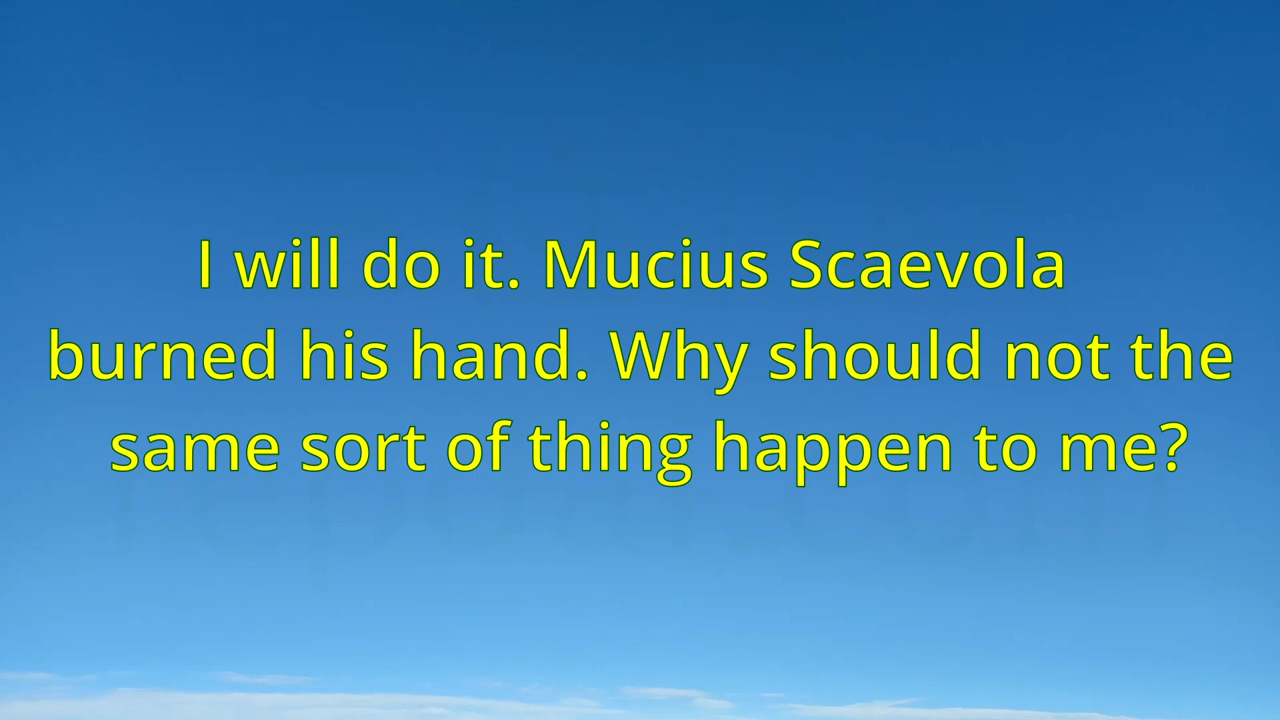 I will do it. Mucius Scaevola
burned his hand. Why should not the
same sort of thing happen to me?